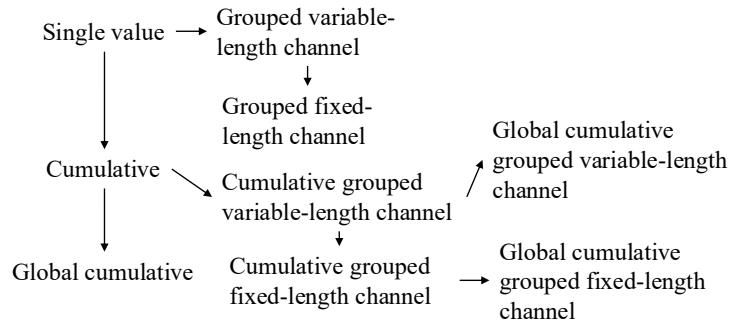 Single value
Grouped variable-
length channel
Grouped fixed-
length channel
Cumulative
Cumulative grouped
variable-length channel
Global cumulative
grouped variable-length
channel
Global cumulative
Cumulative grouped
fixed-length channel
Global cumulative
grouped fixed-length
channel